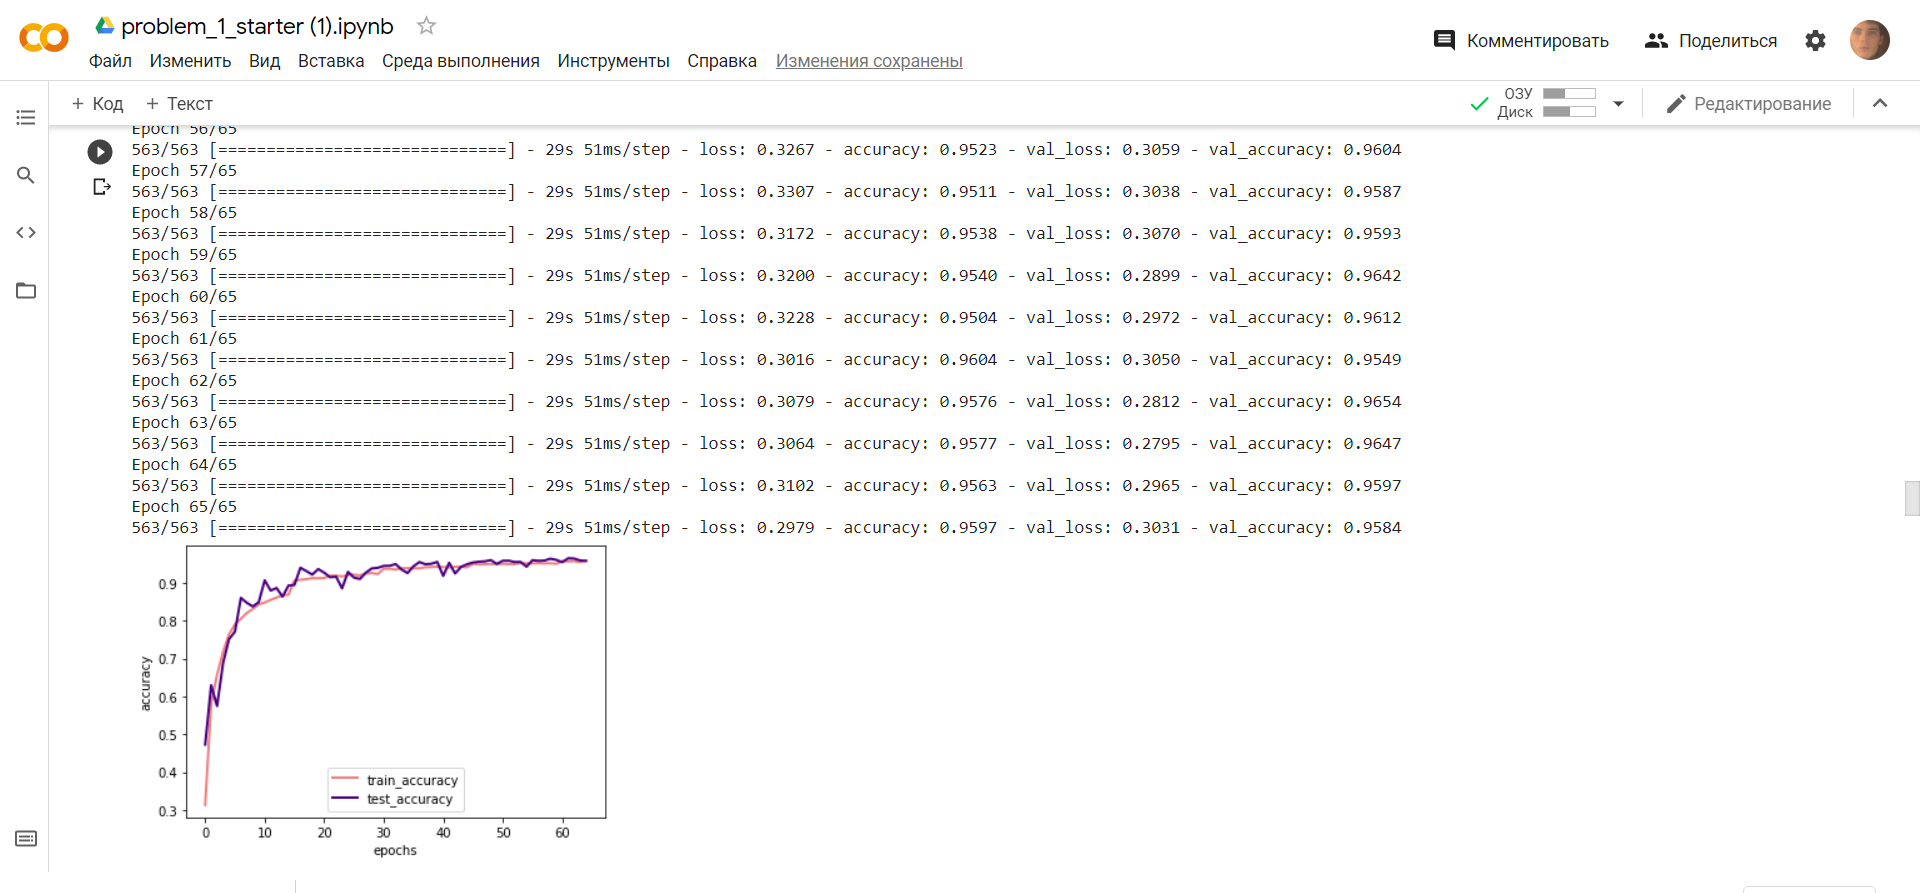 problem_1_starter (1).ipynb
Файл Изменить Вид Вставка Среда выполнения Инструменты Справка Изменения сохранены
Комментировать Поделиться
+ Код + Текст
ОЗУ
Диск
Редактирование
Epoch 56/65
563/563 [==============================] - 29s 51ms/step - loss: 0.3267 - accuracy: 0.9523 - val_loss: 0.3059 - val_accuracy: 0.9604
Epoch 57/65
563/563 [==============================] - 29s 51ms/step - loss: 0.3307 - accuracy: 0.9511 - val_loss: 0.3038 - val_accuracy: 0.9587
Epoch 58/65
563/563 [==============================] - 29s 51ms/step - loss: 0.3172 - accuracy: 0.9538 - val_loss: 0.3070 - val_accuracy: 0.9593
Epoch 59/65
563/563 [==============================] - 29s 51ms/step - loss: 0.3200 - accuracy: 0.9540 - val_loss: 0.2899 - val_accuracy: 0.9642
Epoch 60/65
563/563 [==============================] - 29s 51ms/step - loss: 0.3228 - accuracy: 0.9504 - val_loss: 0.2972 - val_accuracy: 0.9612
Epoch 61/65
563/563 [==============================] - 29s 51ms/step - loss: 0.3016 - accuracy: 0.9604 - val_loss: 0.3050 - val_accuracy: 0.9549
Epoch 62/65
563/563 [==============================] - 29s 51ms/step - loss: 0.3079 - accuracy: 0.9576 - val_loss: 0.2812 - val_accuracy: 0.9654
Epoch 63/65
563/563 [==============================] - 29s 51ms/step - loss: 0.3064 - accuracy: 0.9577 - val_loss: 0.2795 - val_accuracy: 0.9647
Epoch 64/65
563/563 [==============================] - 29s 51ms/step - loss: 0.3102 - accuracy: 0.9563 - val_loss: 0.2965 - val_accuracy: 0.9597
Epoch 65/65
563/563 [==============================] - 29s 51ms/step - loss: 0.2979 - accuracy: 0.9597 - val_loss: 0.3031 - val_accuracy: 0.9584
0.9
0.8
0.7
0.6
0.5
0.4
0.3
accuracy
train_accuracy
test_accuracy
0 10 20 30 40 50 60
epochs